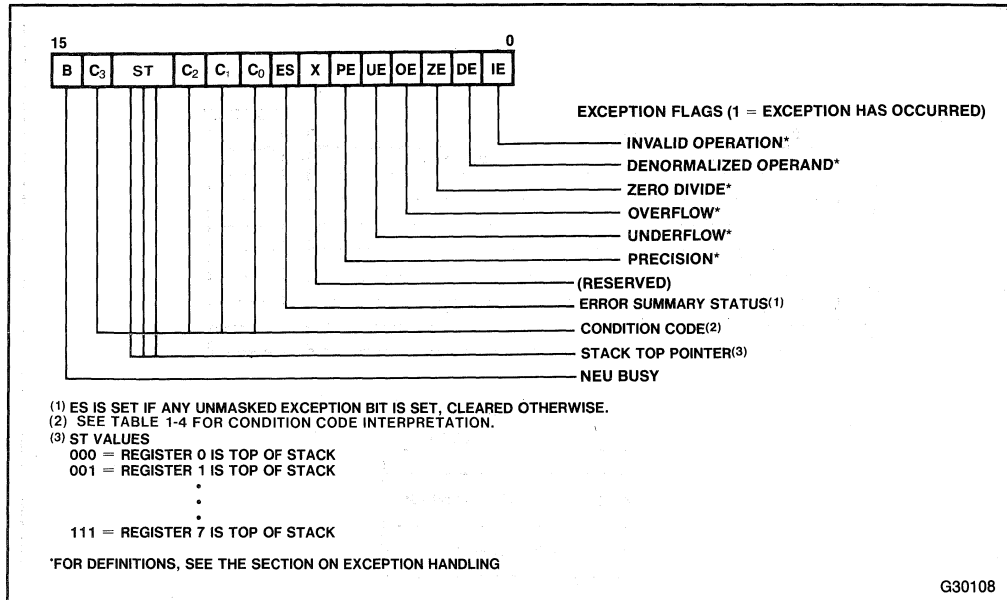 15 0
B C₃ ST C₂ C₁ C₀ ES X PE UE OE ZE DE IE
EXCEPTION FLAGS (1 = EXCEPTION HAS OCCURRED)
INVALID OPERATION*
DENORMALIZED OPERAND*
ZERO DIVIDE*
OVERFLOW*
UNDERFLOW*
PRECISION*
(RESERVED)
ERROR SUMMARY STATUS(1)
CONDITION CODE(2)
STACK TOP POINTER(3)
NEU BUSY
(1) ES IS SET IF ANY UNMASKED EXCEPTION BIT IS SET, CLEARED OTHERWISE.
(2) SEE TABLE 1-4 FOR CONDITION CODE INTERPRETATION.
(3) ST VALUES
000 = REGISTER 0 IS TOP OF STACK
001 = REGISTER 1 IS TOP OF STACK
•
•
•
111 = REGISTER 7 IS TOP OF STACK
*FOR DEFINITIONS, SEE THE SECTION ON EXCEPTION HANDLING
G30108